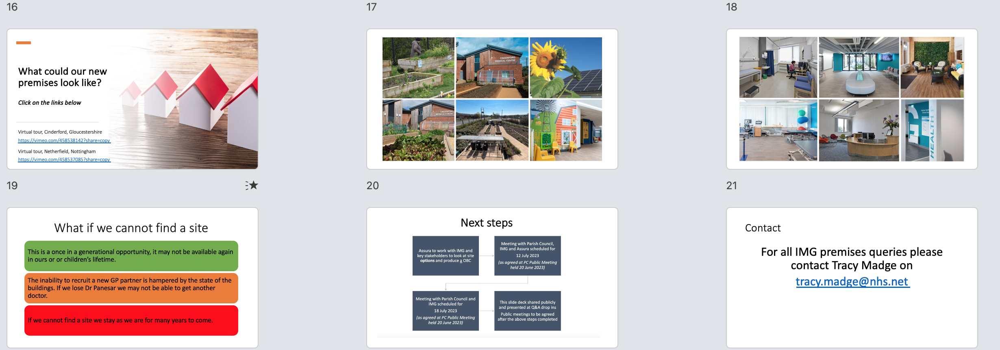 16
17
18
What could our new
premises look like?
Click on the links below
Virtual tour, Cinderford, Gloucestershire
https://vimeo.com/458538142?share=copy
Virtual tour, Netherfield, Nottingham
https://vimeo.com/458537085?share=copy
CINDERFORD
MEDICAL CENTRE
CINDERFORD
MEDICAL CENTRE
HEALTH
19
20
21
What if we cannot find a site
This is a once in a generational opportunity, it may not be available again
in ours or or children's lifetime.
The inability to recruit a new GP partner is hampered by the state of the
buildings. If we lose Dr Panesar we may not be able to get another
doctor.
If we cannot find a site we stay as we are for many years to come.
Next steps
Assura to work with IMG and
key stakeholders to look at site
options and produce a OBC
Meeting with Parish Council,
IMG and Assura scheduled for
12 July 2023
(as agreed at PC Public Meeting
held 20 June 2023)
Meeting with Parish Council and
IMG scheduled for
18 July 2023
(as agreed at PC Public Meeting
held 20 June 2023)
This slide deck shared publicly
and presented at Q&A drop ins
Public meetings to be agreed
after the above steps completed
Contact
For all IMG premises queries please
contact Tracy Madge on
tracy.madge@nhs.net